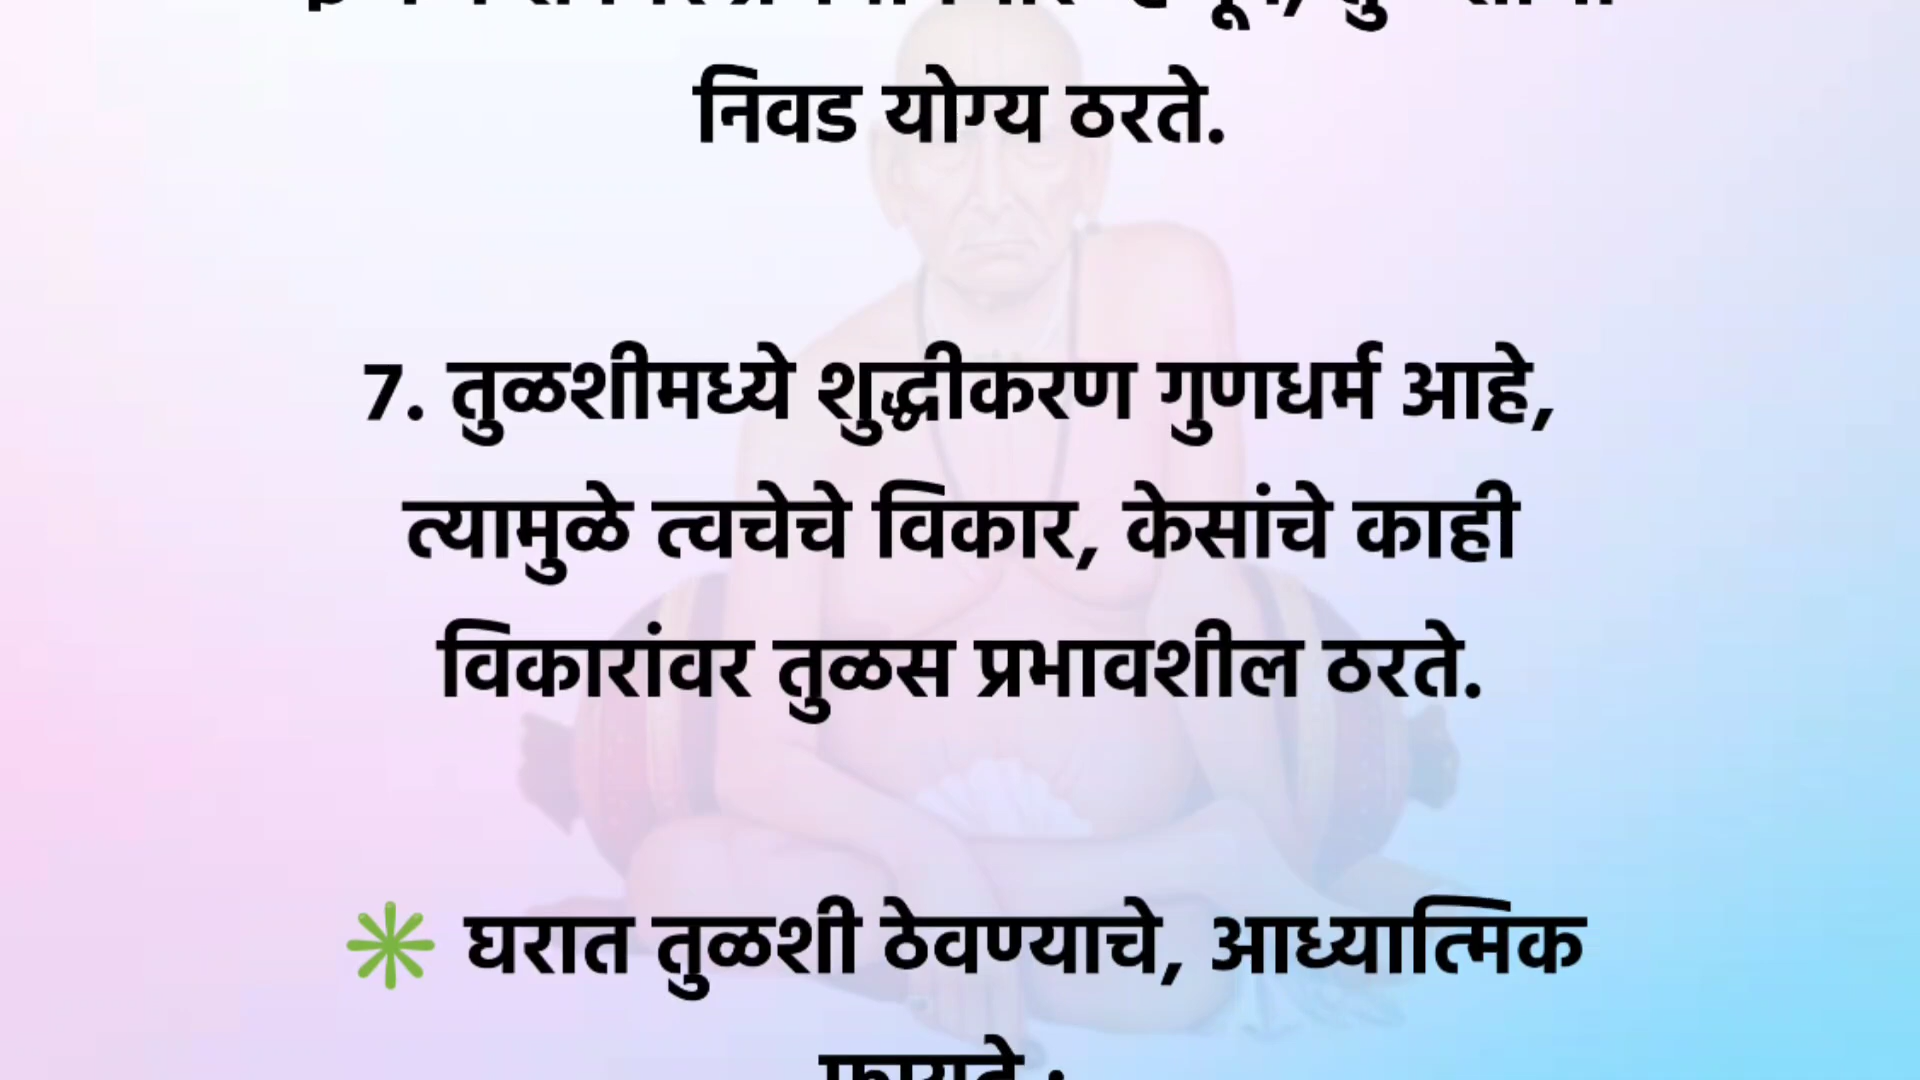 निवड योग्य ठरते.
7. तुळशीमध्ये शुद्धीकरण गुणधर्म आहे,
त्यामुळे त्वचेचे विकार, केसांचे काही
विकारांवर तुळस प्रभावशील ठरते.
✳ घरात तुळशी ठेवण्याचे, आध्यात्मिक